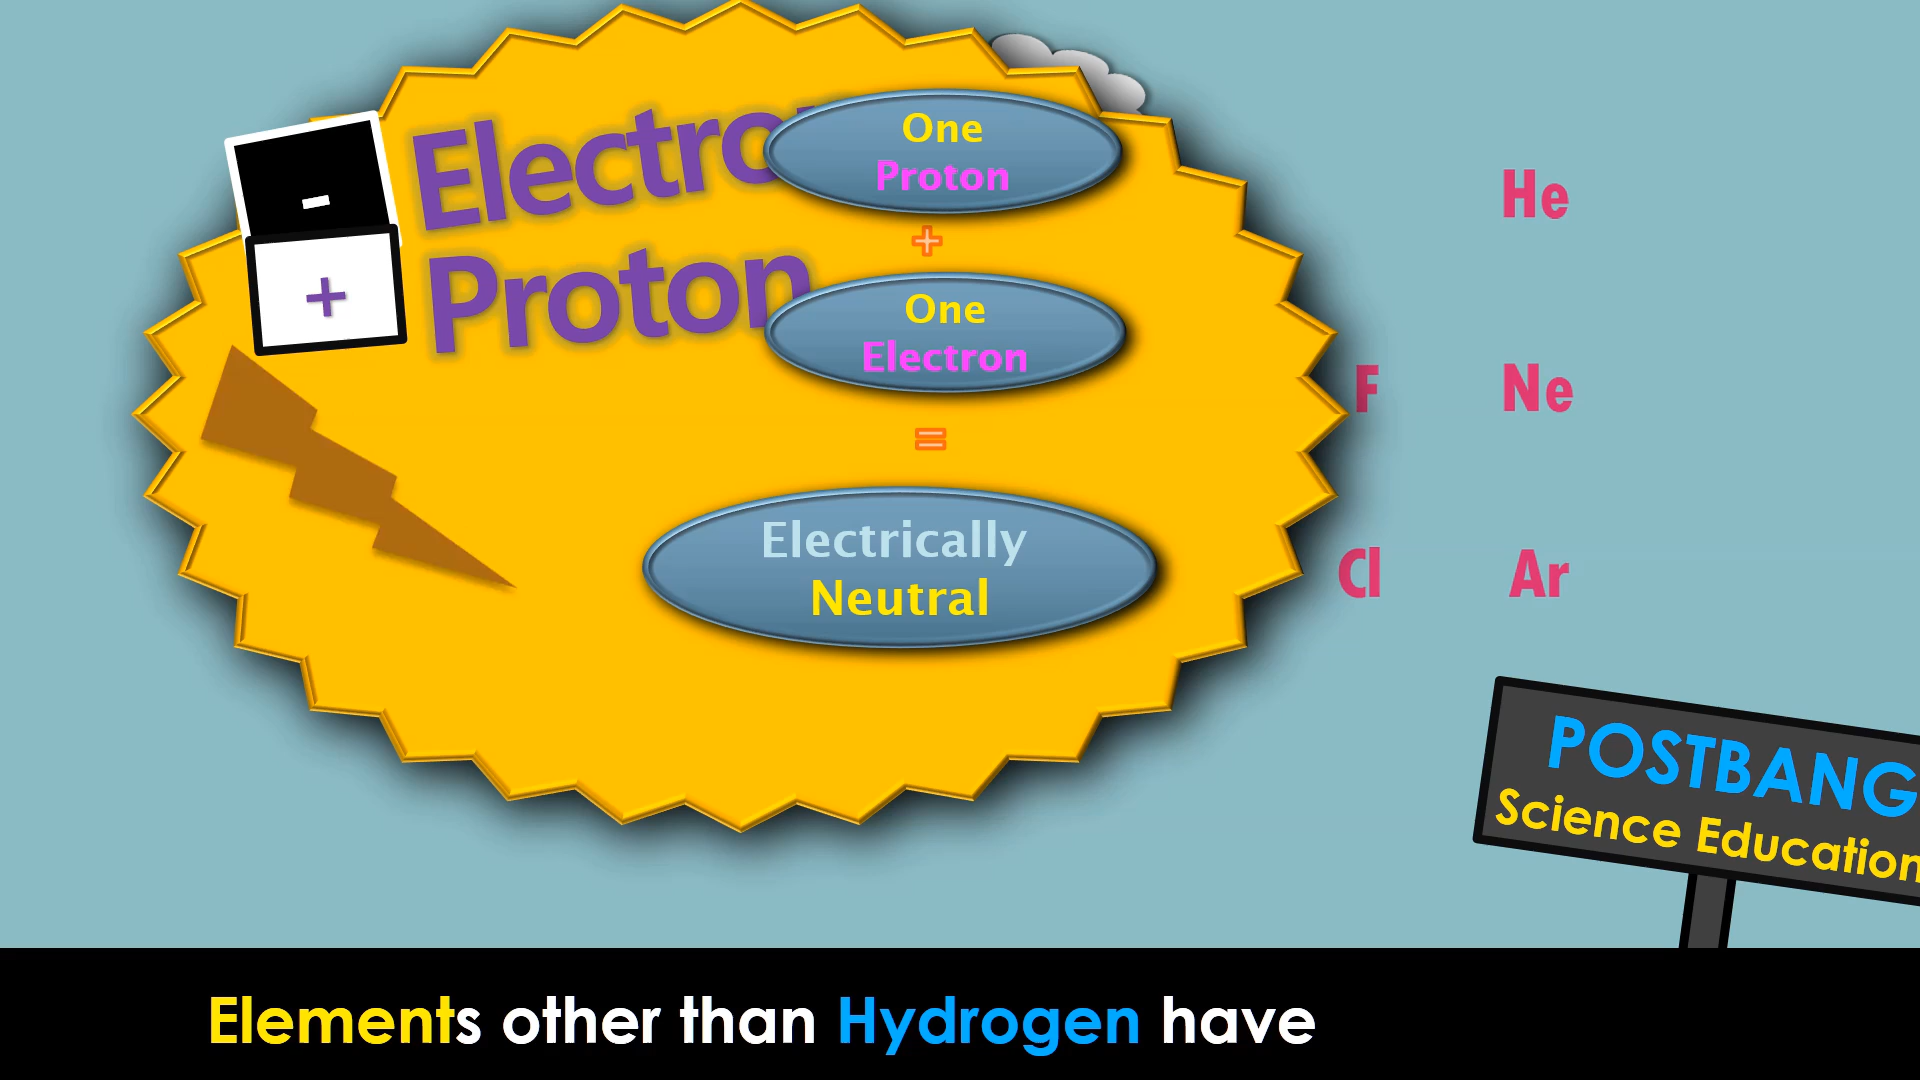 -
Electro
+
Proton
One
Proton
+
One
Electron
=
Electrically
Neutral
He
F
Ne
Cl
Ar
POSTBANG
Science Education
Elements other than Hydrogen have